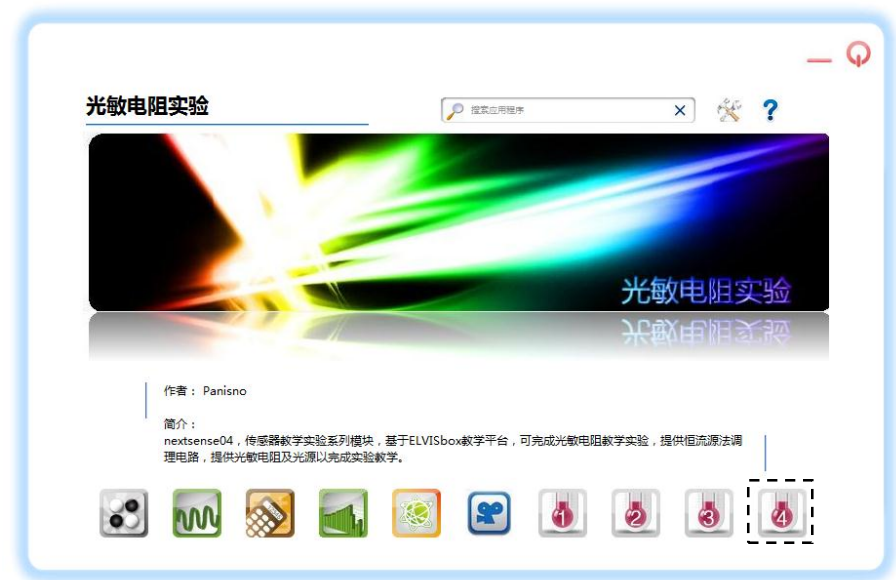 光敏电阻实验
搜索应用程序
光敏电阻实验
作者： Panisno
简介：
nextsense04，传感器教学实验系列模块，基于ELVISbox教学平台，可完成光敏电阻教学实验，提供恒流源法调
理电路，提供光敏电阻及光源以完成实验教学。
1
2
3
4